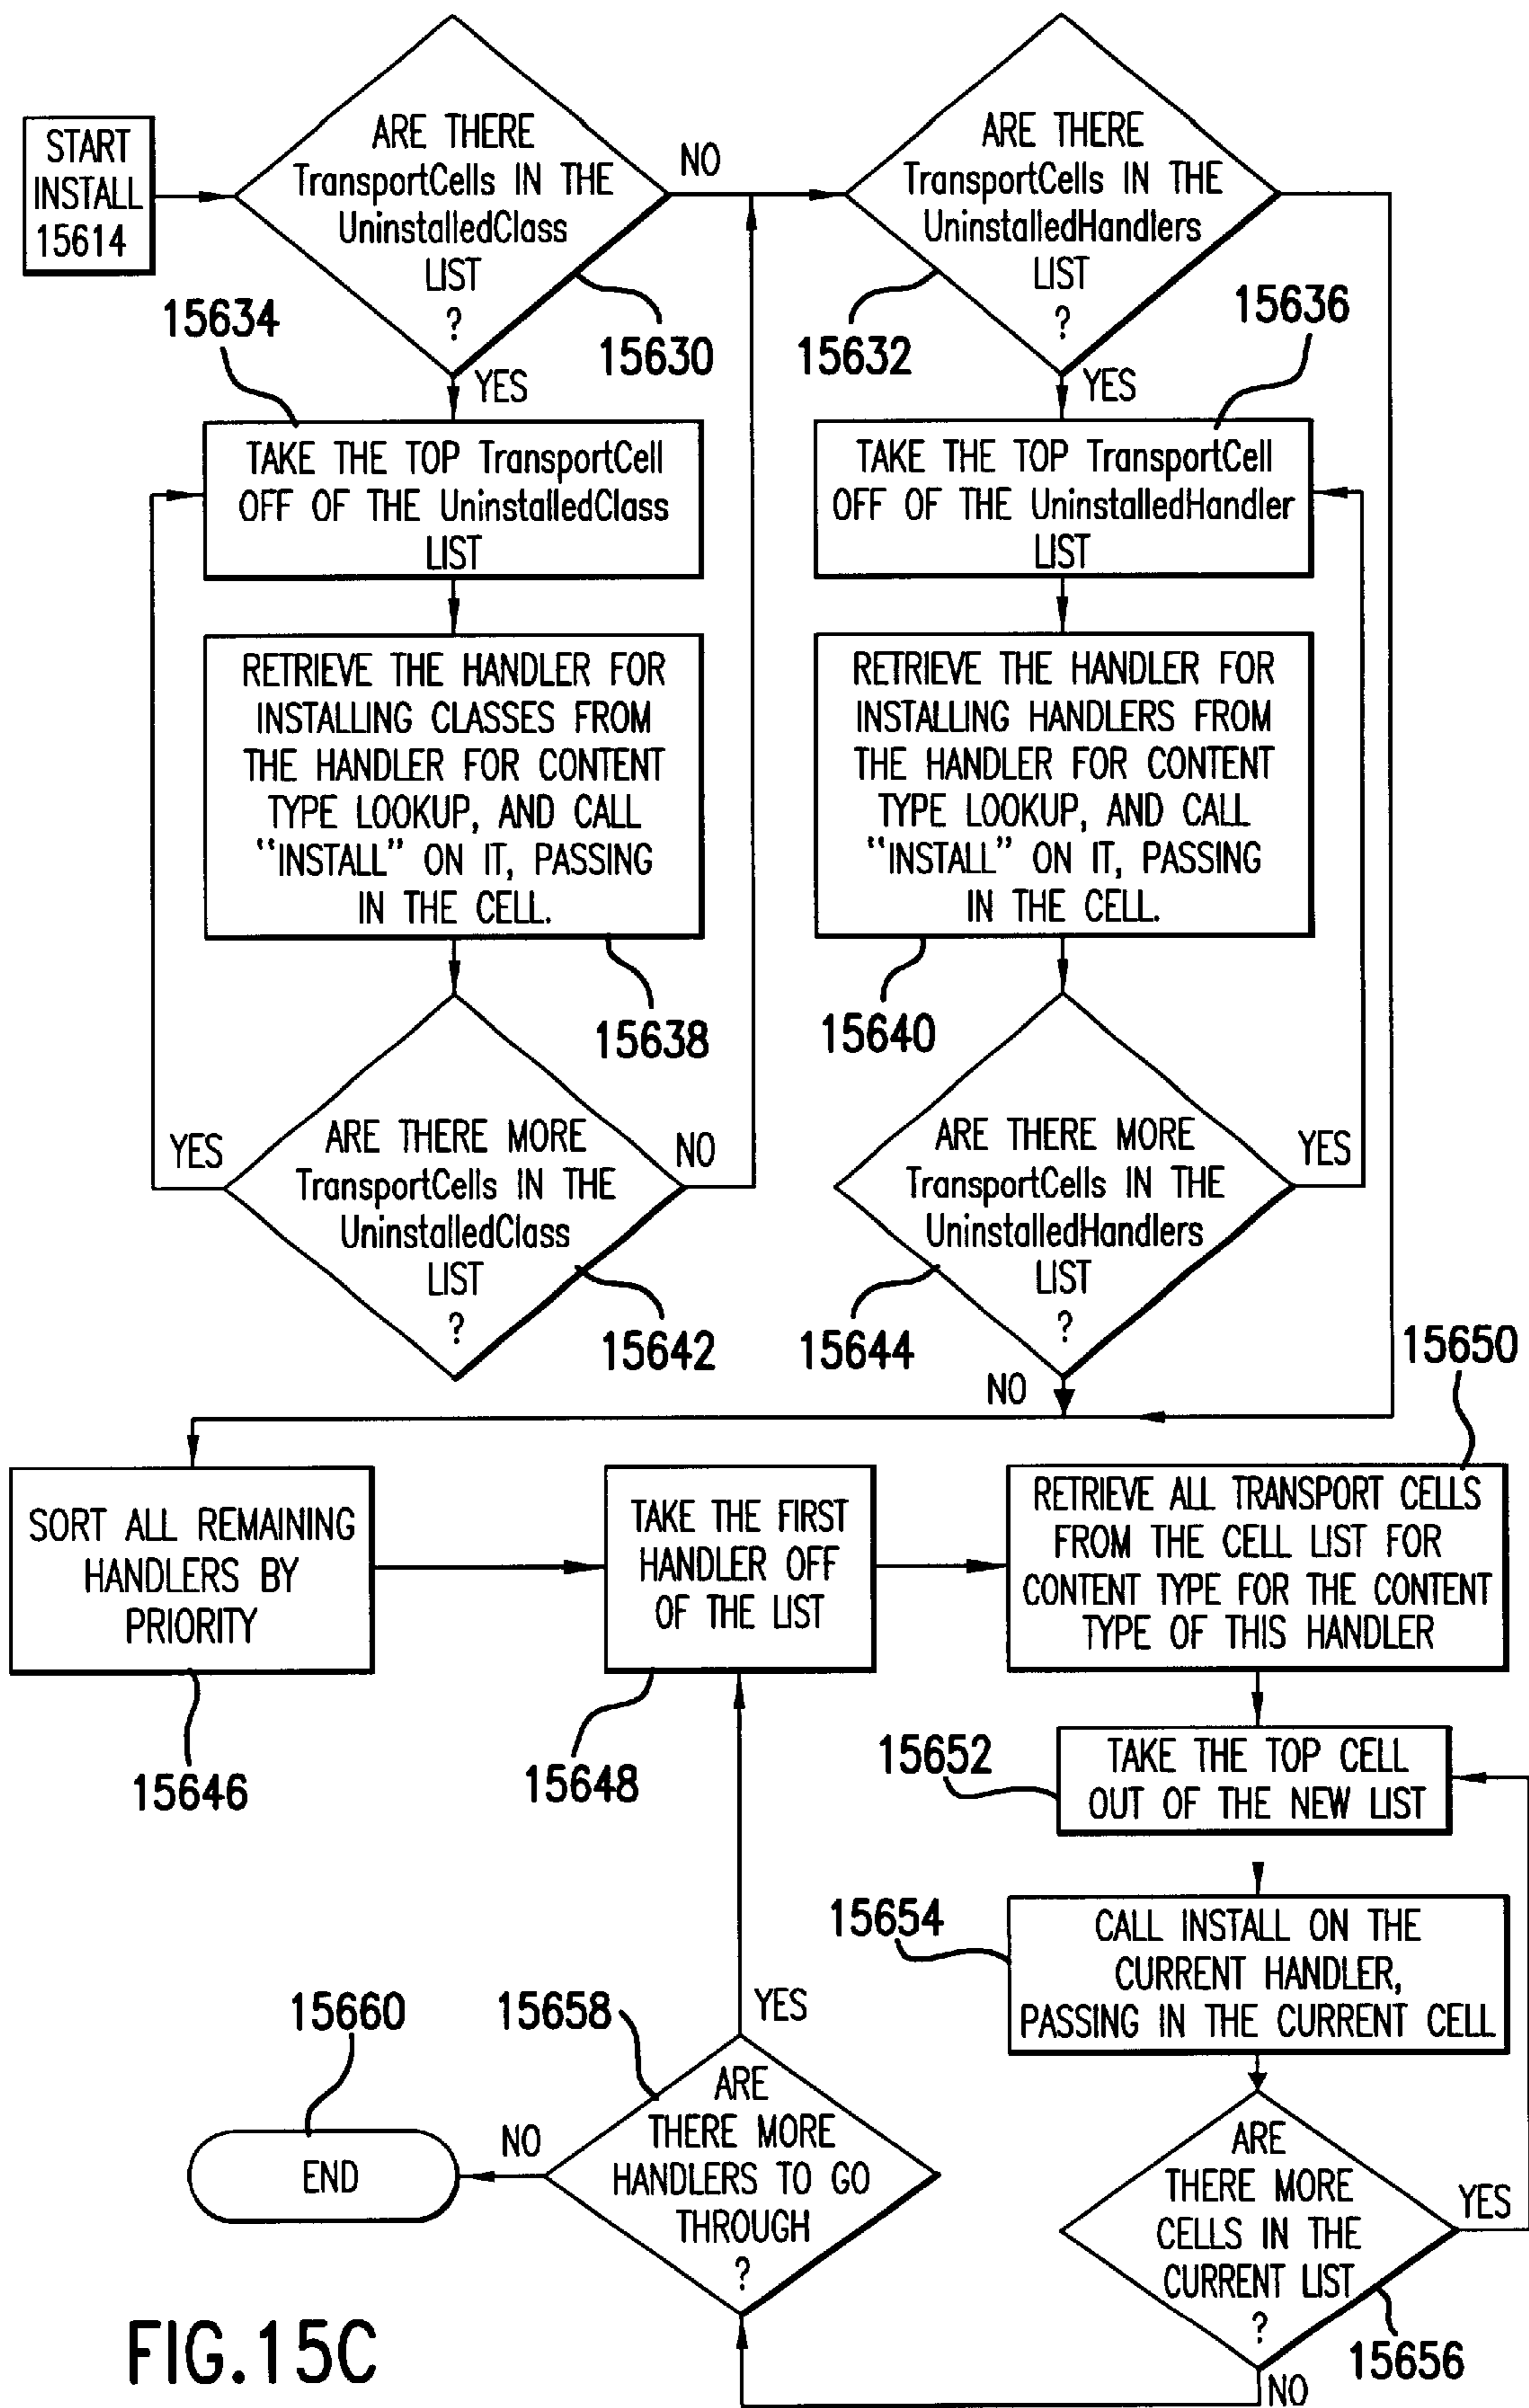 START
INSTALL
15614
ARE THERE
TransportCells IN THE
UninstalledClass
LIST
?
NO
15630
YES
ARE THERE
TransportCells IN THE
UninstalledHandlers
LIST
?
15632
YES
15634
TAKE THE TOP TransportCell
OFF OF THE UninstalledClass
LIST
15636
TAKE THE TOP TransportCell
OFF OF THE UninstalledHandler
LIST
RETRIEVE THE HANDLER FOR
INSTALLING CLASSES FROM
THE HANDLER FOR CONTENT
TYPE LOOKUP, AND CALL
“INSTALL” ON IT, PASSING
IN THE CELL.
15638
RETRIEVE THE HANDLER FOR
INSTALLING HANDLERS FROM
THE HANDLER FOR CONTENT
TYPE LOOKUP, AND CALL
“INSTALL” ON IT, PASSING
IN THE CELL.
15640
YES
ARE THERE MORE
TransportCells IN THE
UninstalledClass
LIST
?
NO
15642
ARE THERE MORE
TransportCells IN THE
UninstalledHandlers
LIST
?
YES
15644
NO
SORT ALL REMAINING
HANDLERS BY
PRIORITY
15646
TAKE THE FIRST
HANDLER OFF
OF THE LIST
15648
15650
RETRIEVE ALL TRANSPORT CELLS
FROM THE CELL LIST FOR
CONTENT TYPE FOR THE CONTENT
TYPE OF THIS HANDLER
15652
TAKE THE TOP CELL
OUT OF THE NEW LIST
15654
CALL INSTALL ON THE
CURRENT HANDLER,
PASSING IN THE CURRENT CELL
ARE
THERE MORE
CELLS IN THE
CURRENT LIST
?
YES
15656
NO
15658
YES
ARE
THERE MORE
HANDLERS TO GO
THROUGH
?
NO
15660
END
FIG.15C